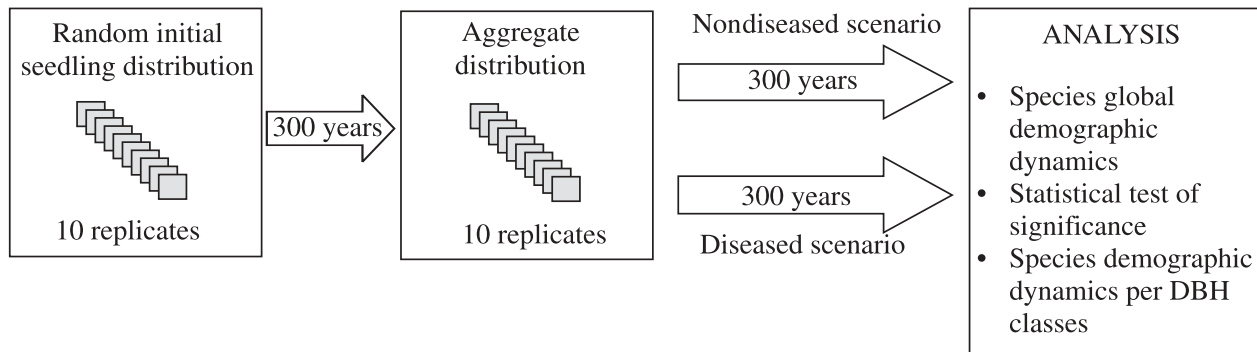 Random initial
seedling distribution
10 replicates
300 years
Aggregate
distribution
10 replicates
Nondiseased scenario
300 years
300 years
Diseased scenario
ANALYSIS
• Species global
demographic
dynamics
• Statistical test of
significance
• Species demographic
dynamics per DBH
classes